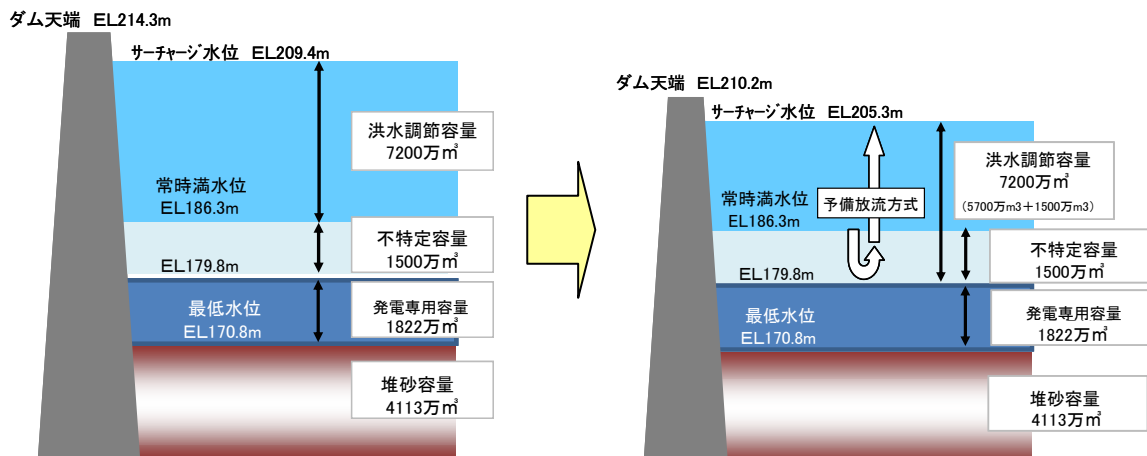 ダム天端 EL214.3m
サーチャージ水位 EL209.4m
洪水調節容量
7200万㎥
常時満水位
EL186.3m
不特定容量
1500万㎥
EL179.8m
発電専用容量
1822万㎥
最低水位
EL170.8m
堆砂容量
4113万㎥
ダム天端 EL210.2m
サーチャージ水位 EL205.3m
洪水調節容量
7200万㎥
(5700万m3+1500万m3)
予備放流方式
常時満水位
EL186.3m
不特定容量
1500万㎥
EL179.8m
発電専用容量
1822万㎥
最低水位
EL170.8m
堆砂容量
4113万㎥